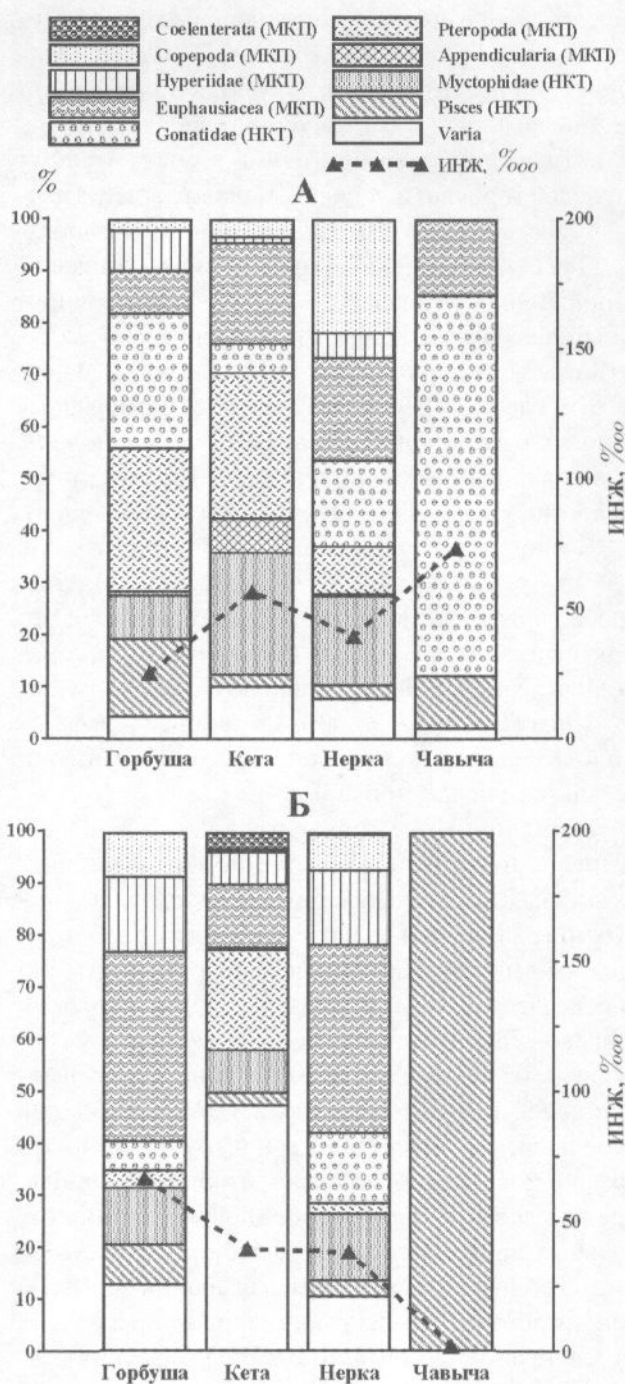 Coelenterata (МКП) Pteropoda (МКП)
Copepoda (МКП) Appendicularia (МКП)
Hyperiidae (МКП) Myctophidae (НКТ)
Euphausiacea (МКП) Pisces (НКТ)
Gonatidae (НКТ) Varia
ИНЖ, %ooo
%
А
100
90
80
70
60
50
40
30
20
10
0
200
150
100
50
0
ИНЖ, %ooo
Горбуша Кета Нерка Чавыча
Б
100
90
80
70
60
50
40
30
20
10
0
200
150
100
50
0
ИНЖ, %ooo
Горбуша Кета Нерка Чавыча